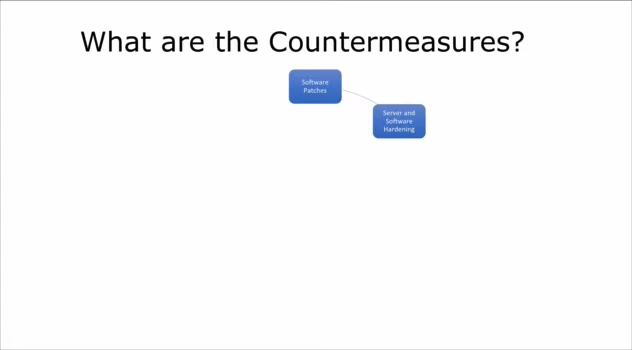 What are the Countermeasures?
Software
Patches
Server and
Software
Hardening